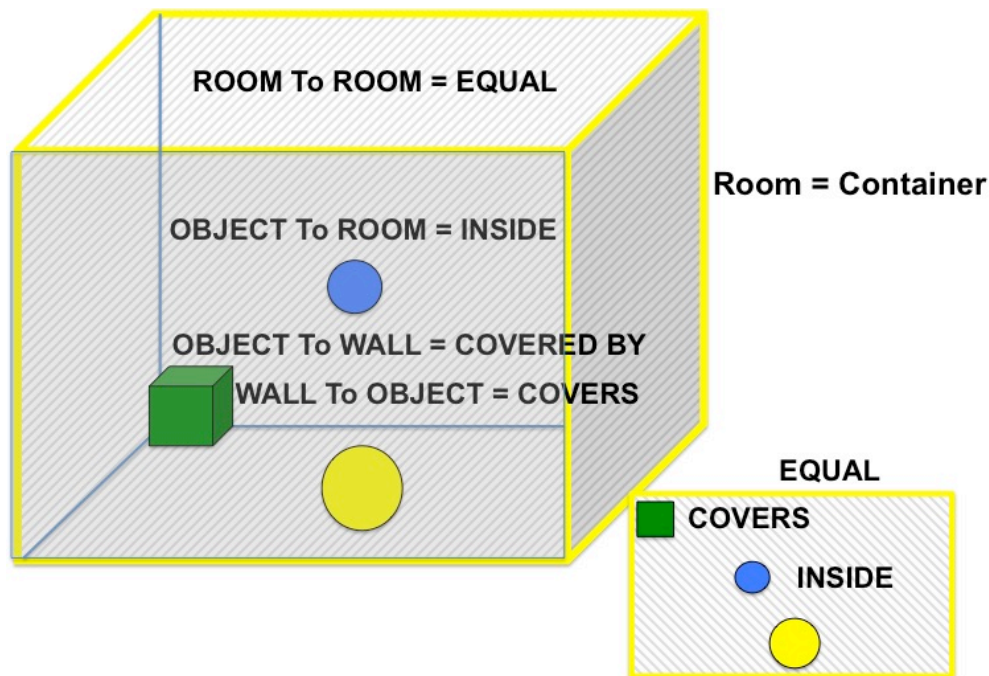 ROOM To ROOM = EQUAL
Room = Container
OBJECT To ROOM = INSIDE
OBJECT To WALL = COVERED BY
WALL To OBJECT = COVERS
EQUAL
COVERS
INSIDE